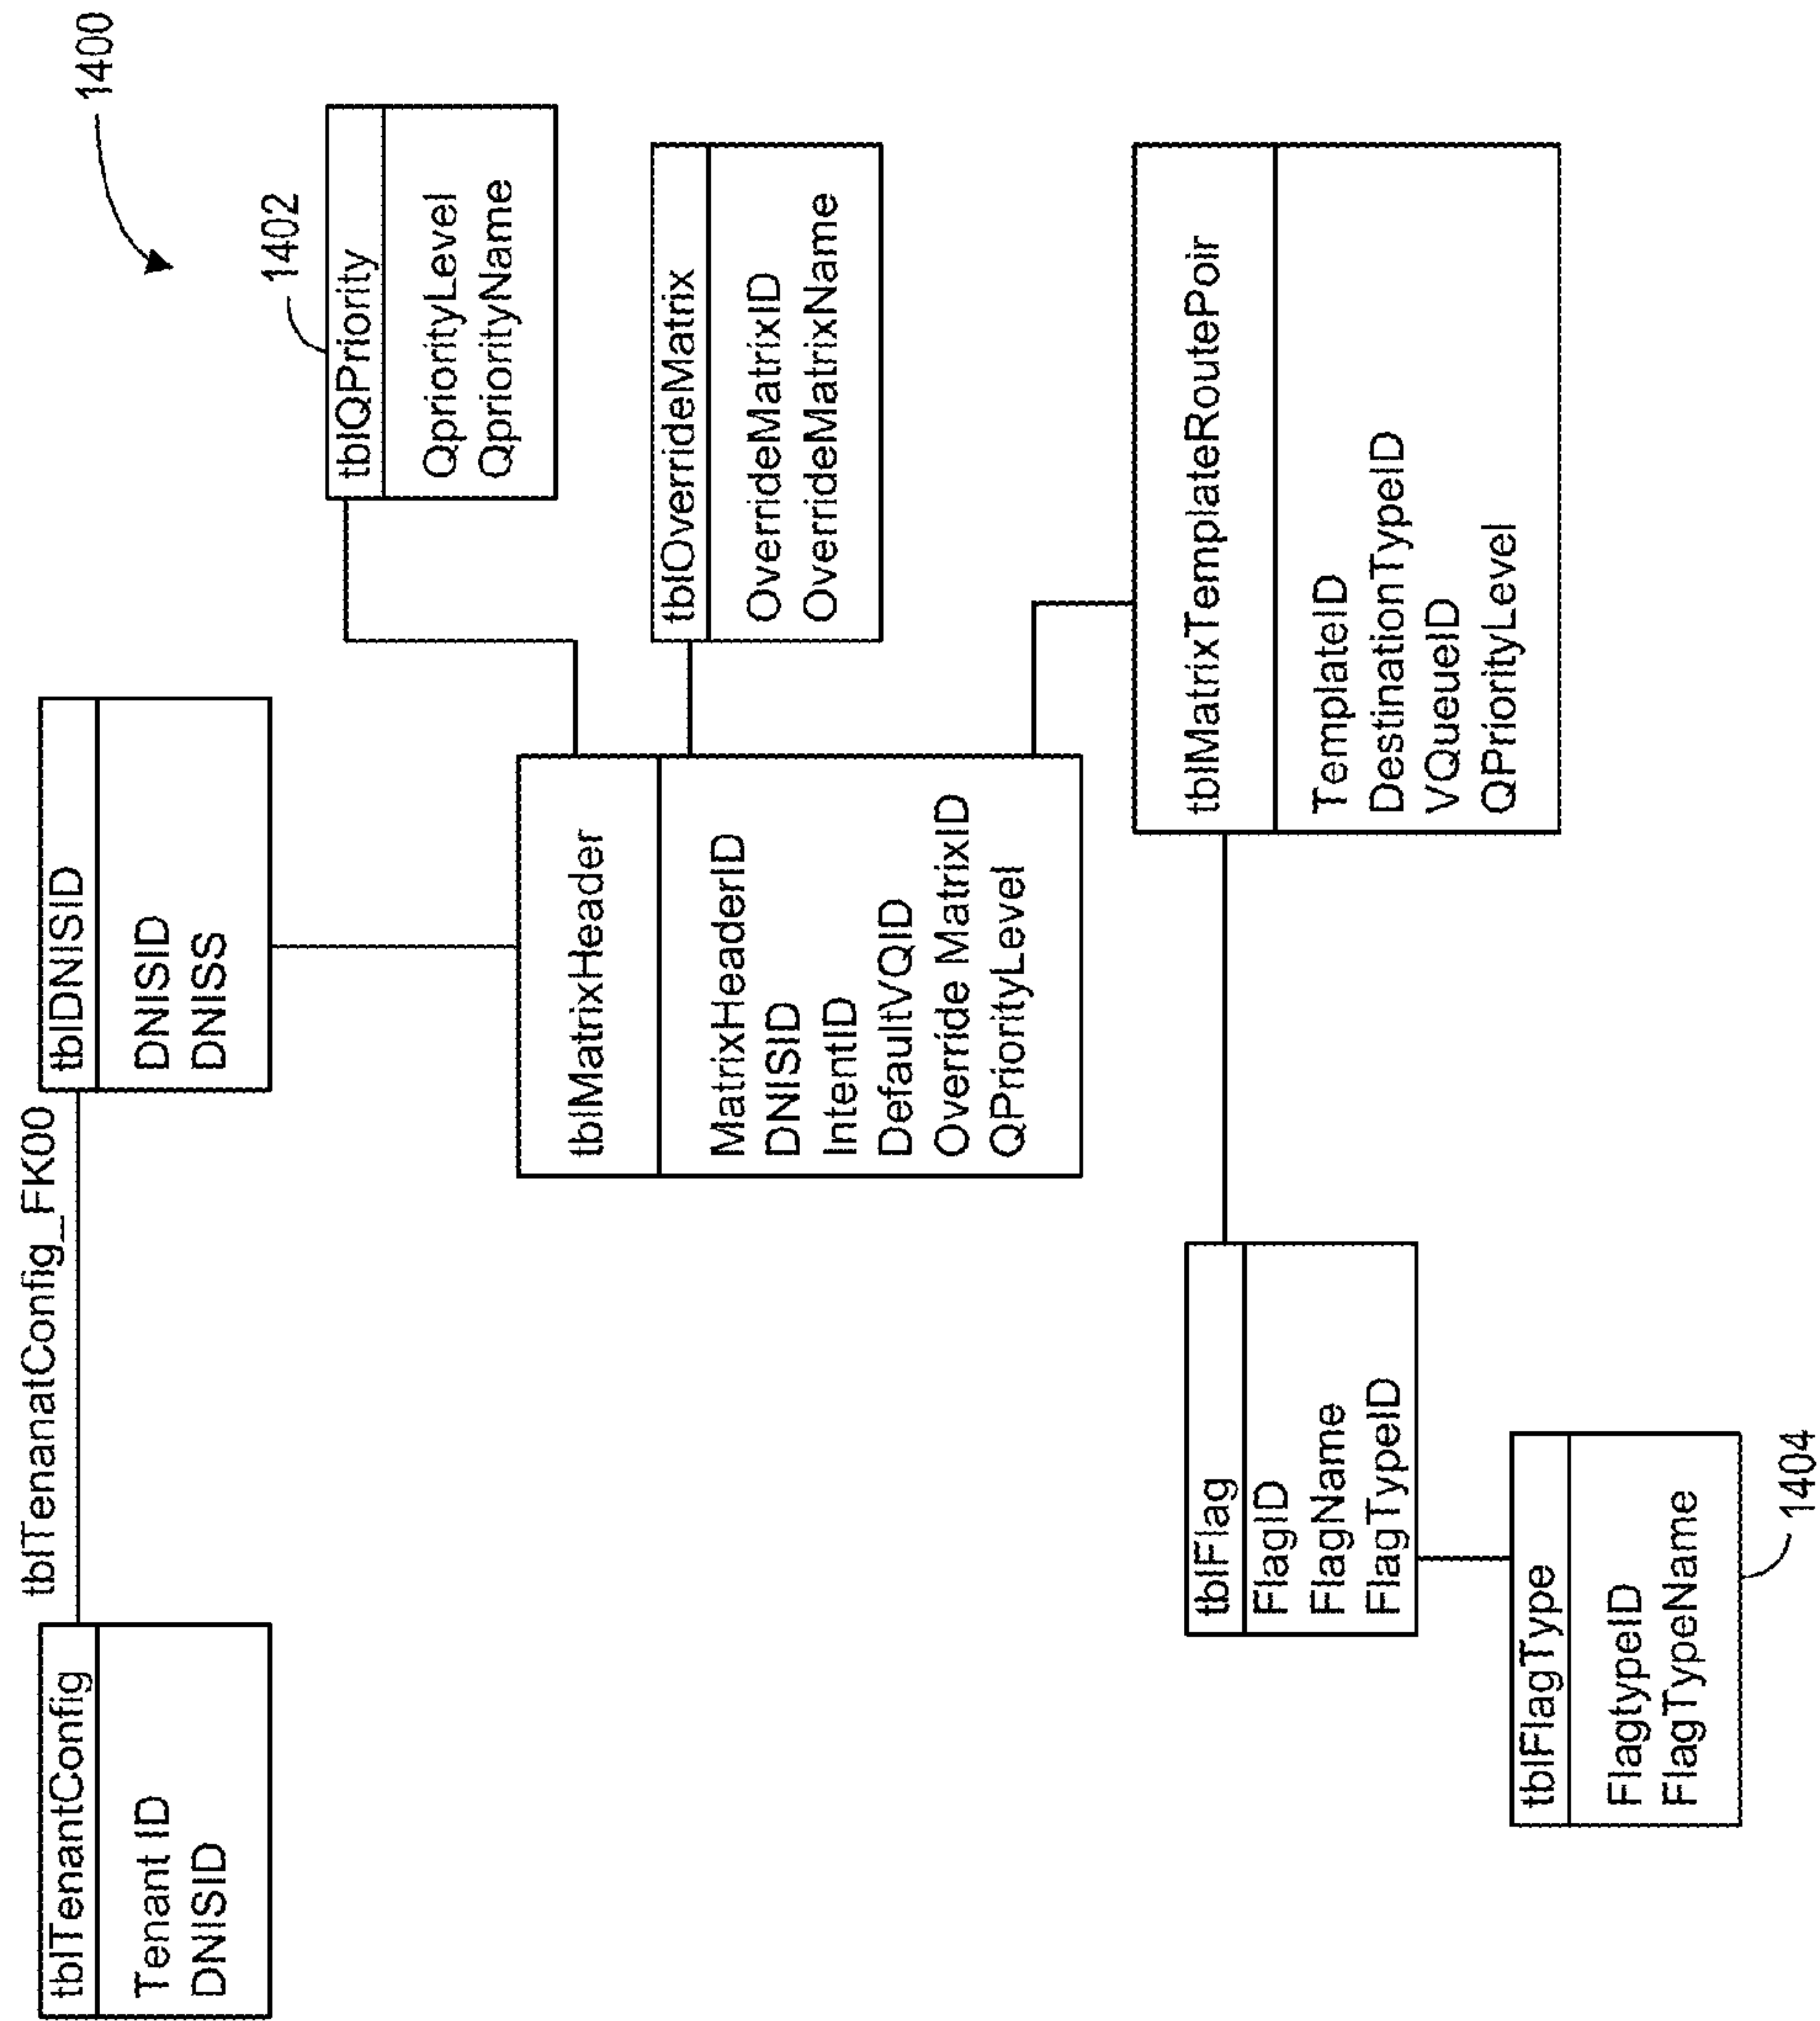 1400
tblTenantConfig
Tenant ID
DNISID
tblTenanatConfig_FK00
tblDNISID
DNISID
DNISS
1402
tblQPriority
QpriorityLevel
QpriorityName
tblMatrixHeader
MatrixHeaderID
DNISID
IntentID
DefaultVQID
Override MatrixID
QPriorityLevel
tblOverrideMatrix
OverrideMatrixID
OverrideMatrixName
tblFlag
FlagID
FlagName
FlagTypeID
tblMatrixTemplateRoutePoir
TemplateID
DestinationTypeID
VQueueID
QPriorityLevel
tblFlagType
FlagtypeID
FlagTypeName
1404